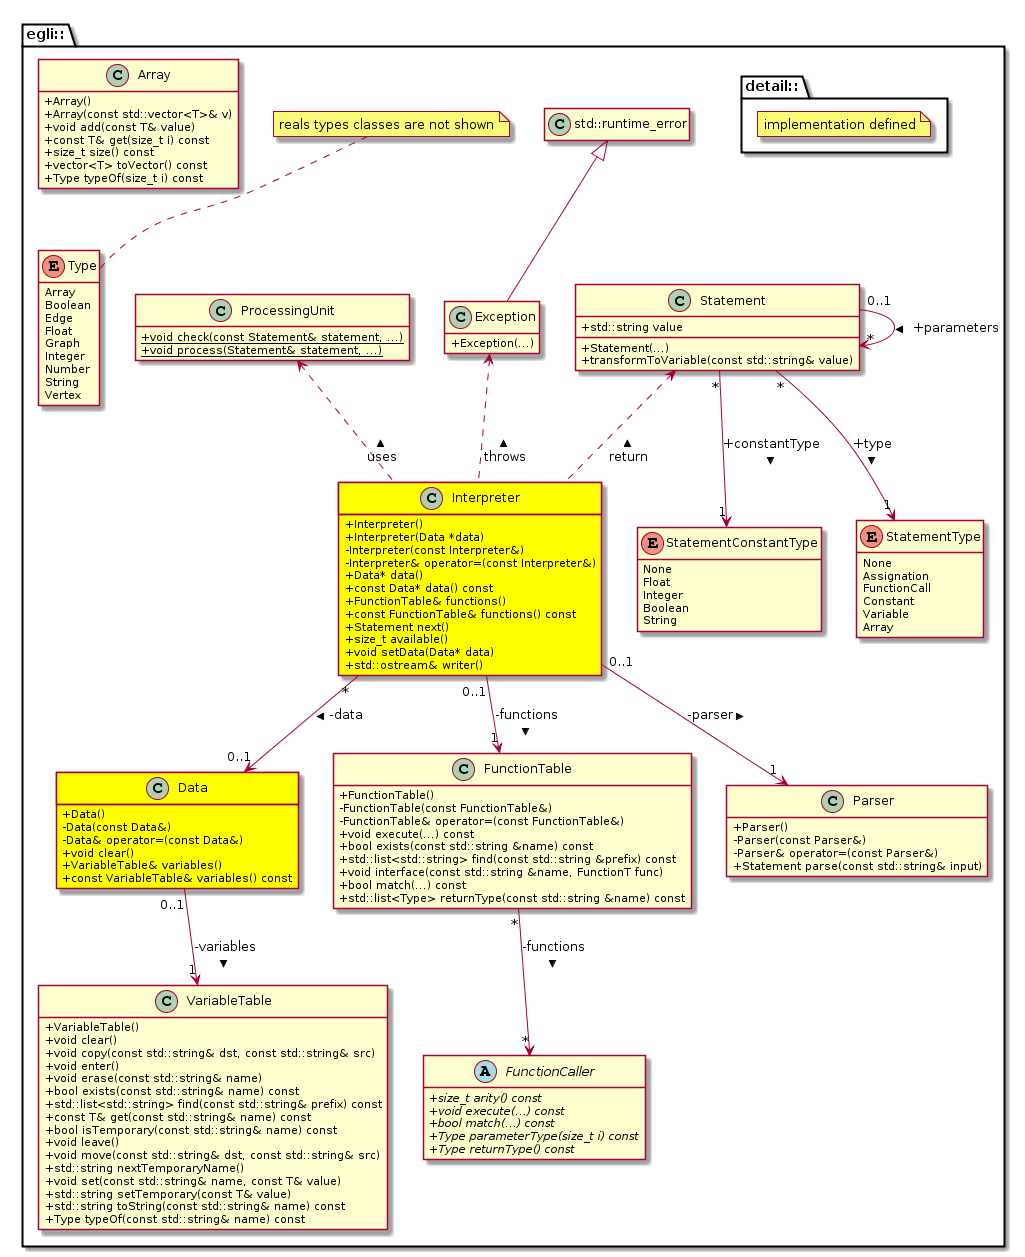 egli::
C Array
+Array()
+Array(const std::vector<T>& v)
+void add(const T& value)
+const T& get(size_t i) const
+size_t size() const
+vector<T> toVector() const
+Type typeOf(size_t i) const
reals types classes are not shown
C std::runtime_error
detail::
implementation defined
E Type
Array
Boolean
Edge
Float
Graph
Integer
Number
String
Vertex
C ProcessingUnit
+void check(const Statement& statement, ...)
+void process(Statement& statement, ...)
C Exception
+Exception(...)
C Statement
+std::string value
+Statement(...)
+transformToVariable(const std::string& value)
0..1
+parameters
*
uses
throws
return
*
+constantType
1
*
+type
1
C Interpreter
+Interpreter()
+Interpreter(Data *data)
-Interpreter(const Interpreter&)
-Interpreter& operator=(const Interpreter&)
+Data* data()
+const Data* data() const
+FunctionTable& functions()
+const FunctionTable& functions() const
+Statement next()
+size_t available()
+void setData(Data* data)
+std::ostream& writer()
E StatementConstantType
None
Float
Integer
Boolean
String
E StatementType
None
Assignation
FunctionCall
Constant
Variable
Array
*
-data
0..1
0..1
-functions
1
0..1
-parser
1
C Data
+Data()
-Data(const Data&)
-Data& operator=(const Data&)
+void clear()
+VariableTable& variables()
+const VariableTable& variables() const
C FunctionTable
+FunctionTable()
-FunctionTable(const FunctionTable&)
-FunctionTable& operator=(const FunctionTable&)
+void execute(...) const
+bool exists(const std::string &name) const
+std::list<std::string> find(const std::string &prefix) const
+void interface(const std::string &name, FunctionT func)
+bool match(...) const
+std::list<Type> returnType(const std::string &name) const
C Parser
+Parser()
-Parser(const Parser&)
-Parser& operator=(const Parser&)
+Statement parse(const std::string& input)
0..1
-variables
1
*
-functions
*
C VariableTable
+VariableTable()
+void clear()
+void copy(const std::string& dst, const std::string& src)
+void enter()
+void erase(const std::string& name)
+bool exists(const std::string& name) const
+std::list<std::string> find(const std::string& prefix) const
+const T& get(const std::string& name) const
+bool isTemporary(const std::string& name) const
+void leave()
+void move(const std::string& dst, const std::string& src)
+std::string nextTemporaryName()
+void set(const std::string& name, const T& value)
+std::string setTemporary(const T& value)
+std::string toString(const std::string& name) const
+Type typeOf(const std::string& name) const
A FunctionCaller
+size_t arity() const
+void execute(...) const
+bool match(...) const
+Type parameterType(size_t i) const
+Type returnType() const